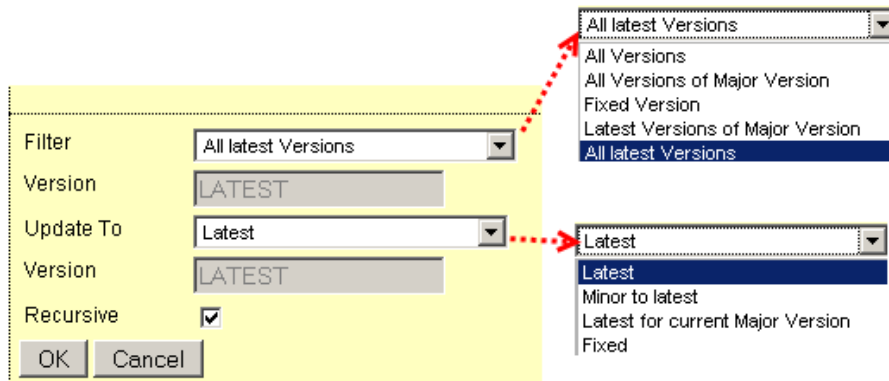 Filter
All latest Versions
Version
LATEST
Update To
Latest
Version
LATEST
Recursive
OK
Cancel
All latest Versions
All Versions
All Versions of Major Version
Fixed Version
Latest Versions of Major Version
All latest Versions
Latest
Latest
Minor to latest
Latest for current Major Version
Fixed